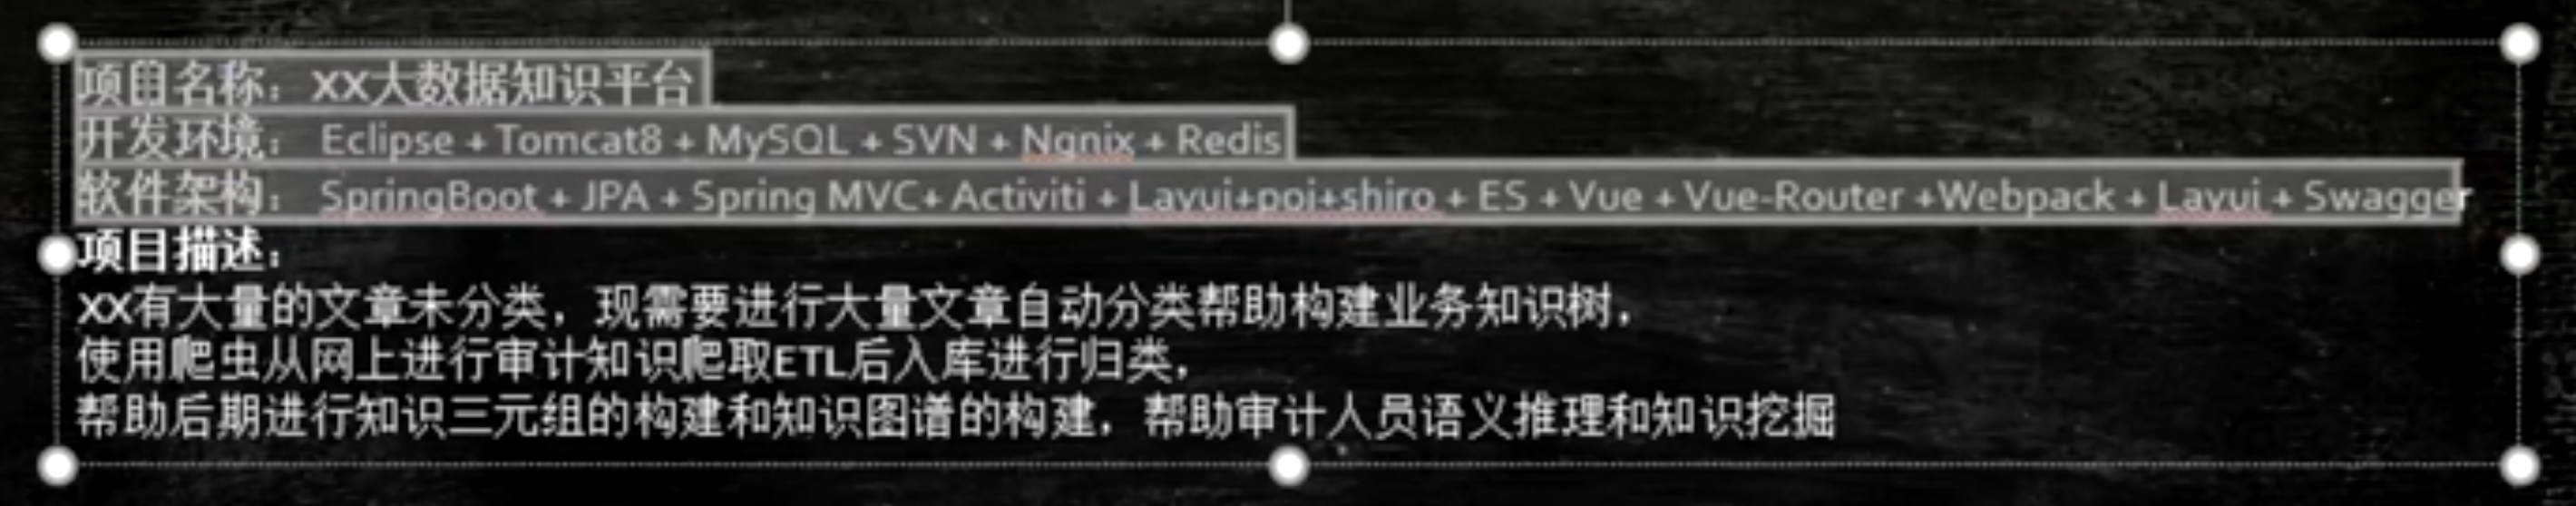 项目名称：XX大数据知识平台
开发环境： Eclipse + Tomcat8 + MySQL + SVN + Ngnix + Redis
软件架构： SpringBoot + JPA + Spring MVC+ Activiti + Layui+poi+shiro + ES + Vue + Vue-Router +Webpack + Layui + Swagger
项目描述：
XX有大量的文章未分类，现需要进行大量文章自动分类帮助构建业务知识树，
使用爬虫从网上进行审计知识爬取ETL后入库进行归类，
帮助后期进行知识三元组的构建和知识图谱的构建，帮助审计人员语义推理和知识挖掘